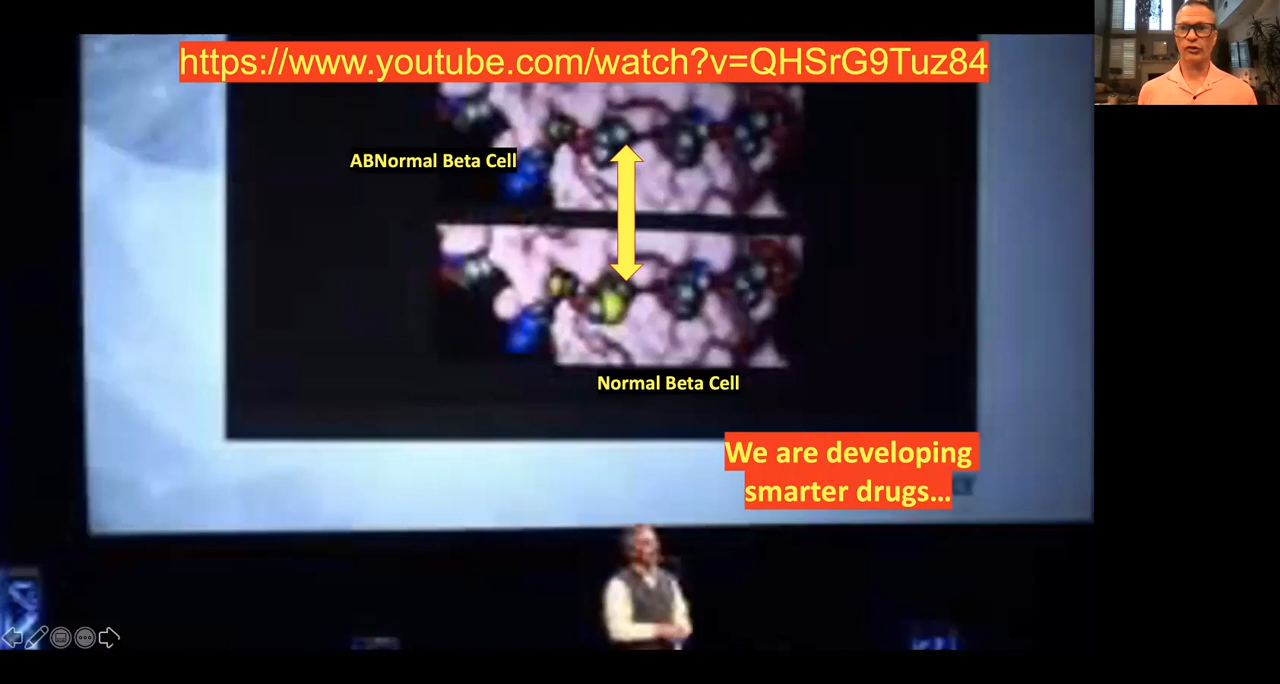 https://www.youtube.com/watch?v=QHSrG9Tuz84
ABNormal Beta Cell
Normal Beta Cell
We are developing
smarter drugs...